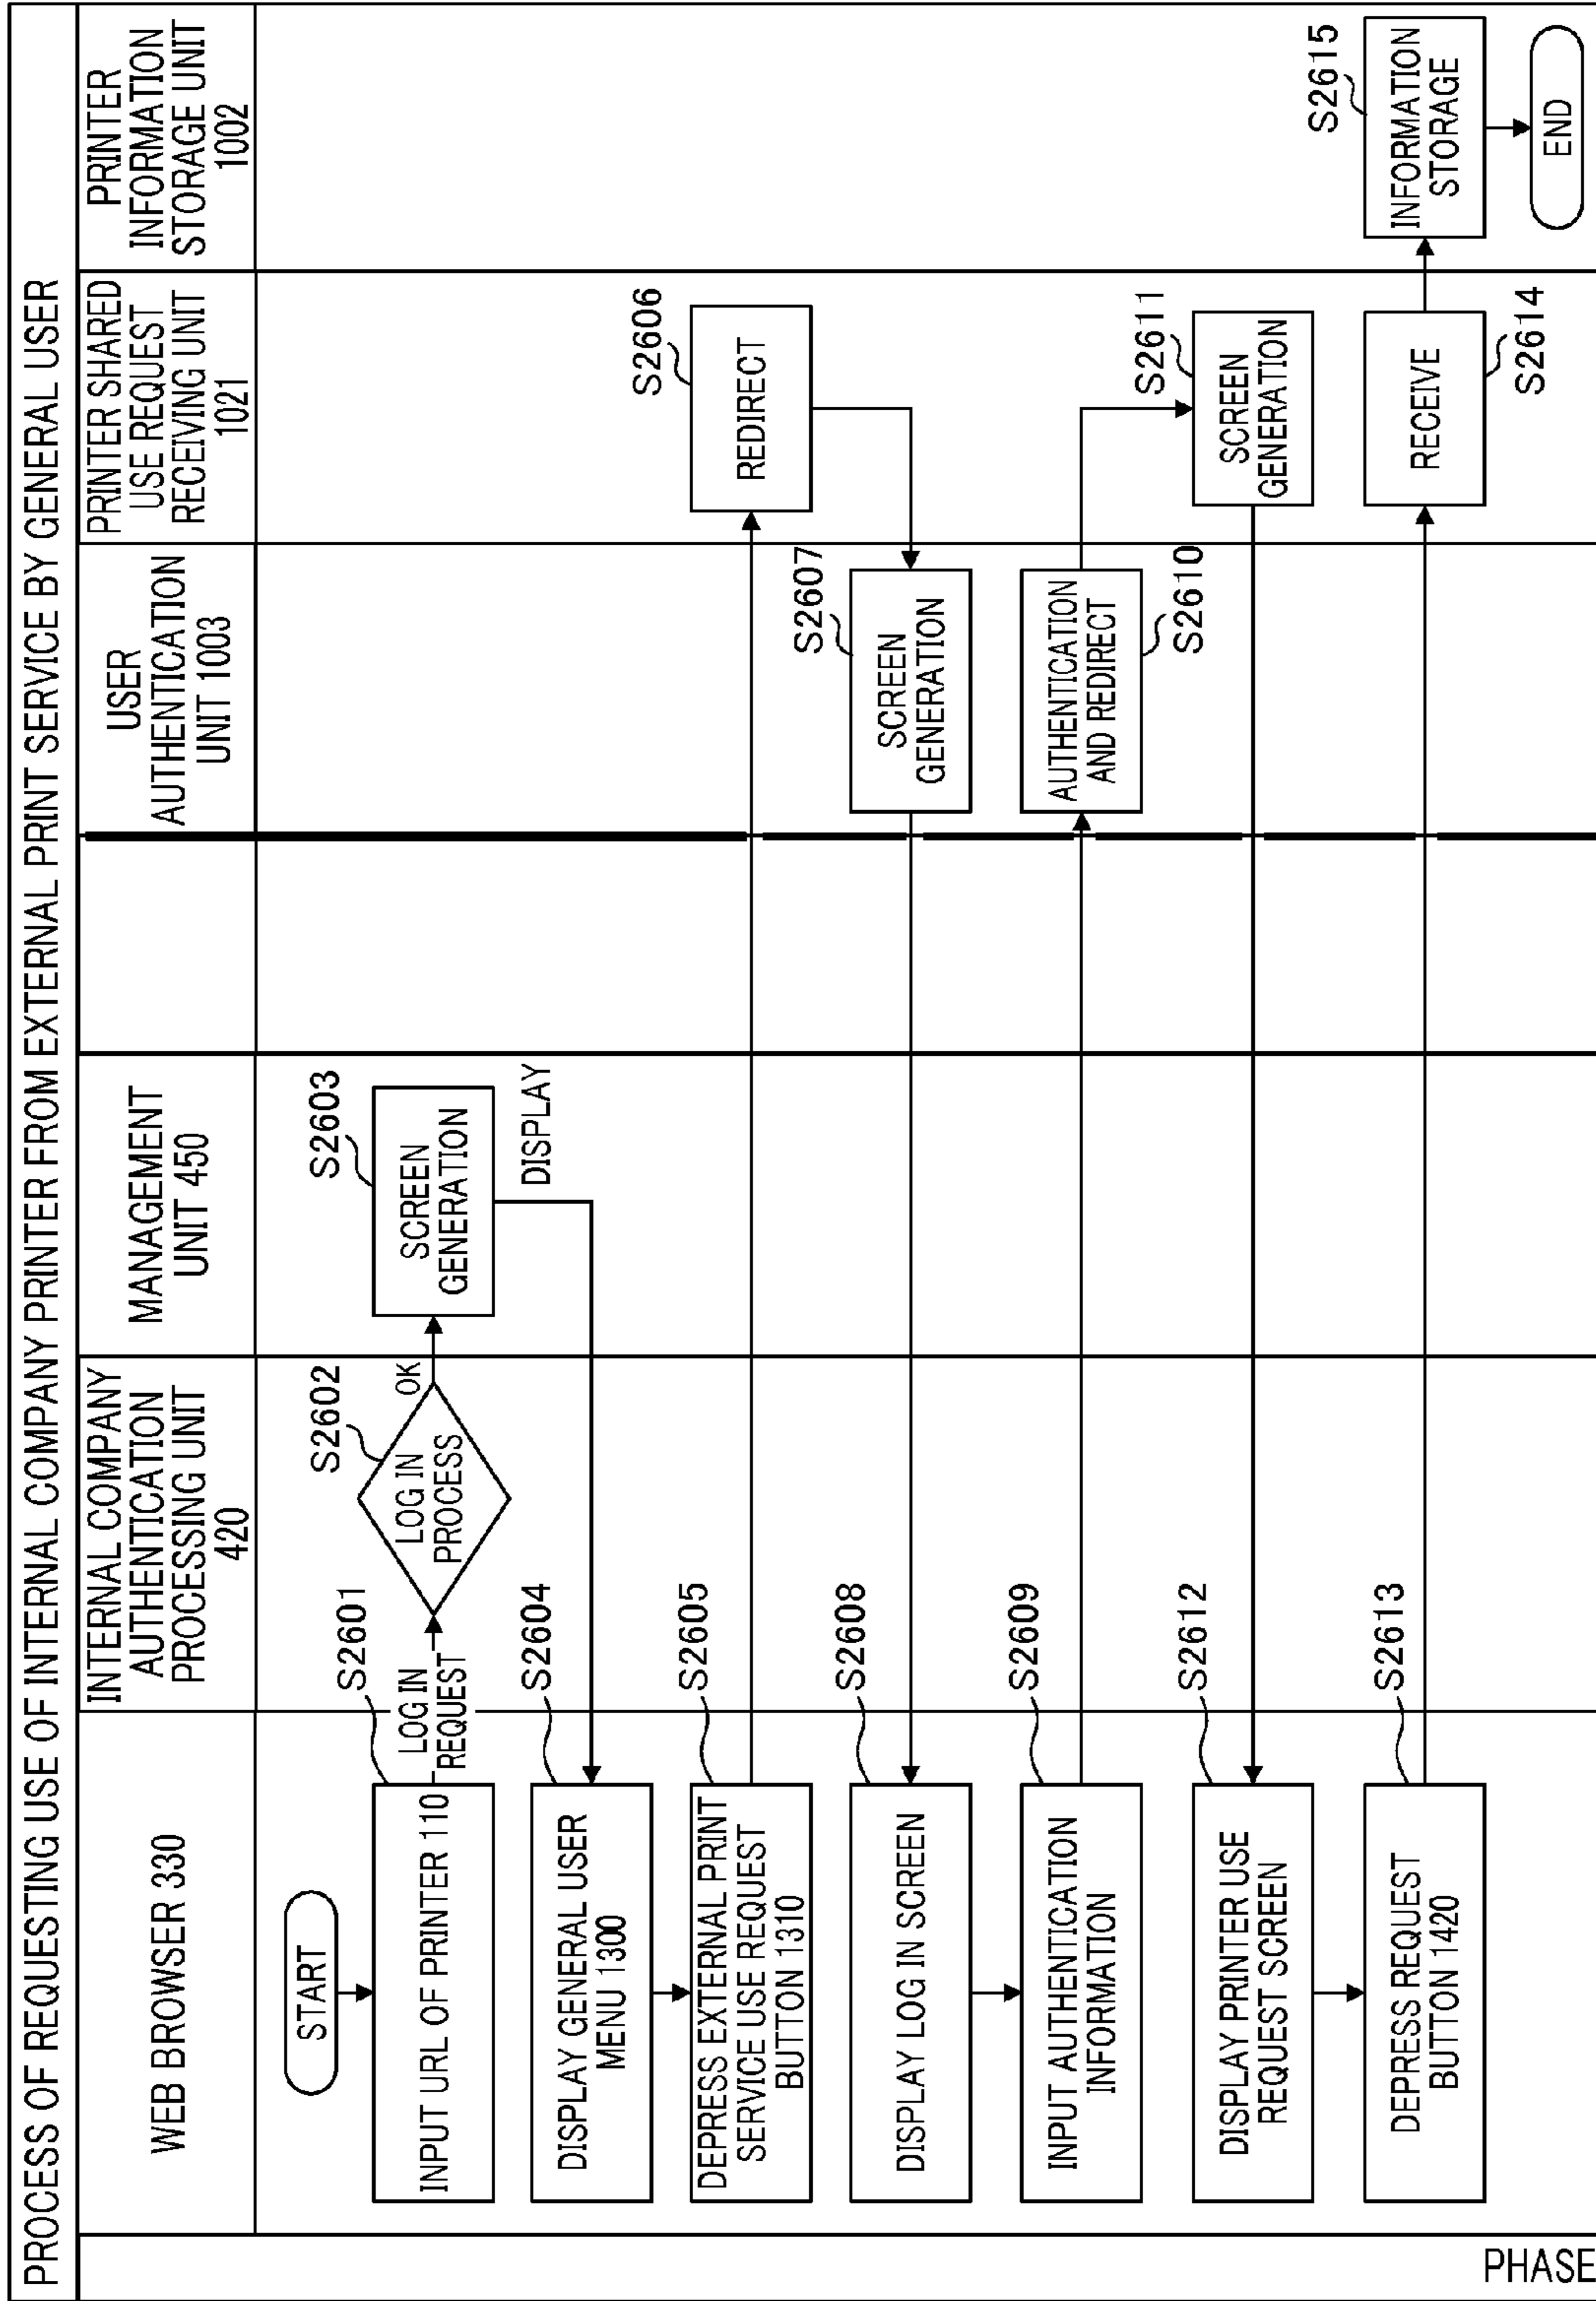 PROCESS OF REQUESTING USE OF INTERNAL COMPANY PRINTER FROM EXTERNAL PRINT SERVICE BY GENERAL USER
WEB BROWSER 330
INTERNAL COMPANY
AUTHENTICATION
PROCESSING UNIT
420
MANAGEMENT
UNIT 450
USER
AUTHENTICATION
UNIT 1003
PRINTER SHARED
USE REQUEST
RECEIVING UNIT
1021
PRINTER
INFORMATION
STORAGE UNIT
1002
START
S2601
INPUT URL OF PRINTER 110
LOG IN
REQUEST
S2602
LOG IN
PROCESS
OK
S2603
SCREEN
GENERATION
DISPLAY
S2604
DISPLAY GENERAL USER
MENU 1300
S2605
DEPRESS EXTERNAL PRINT
SERVICE USE REQUEST
BUTTON 1310
S2606
REDIRECT
S2607
SCREEN
GENERATION
S2608
DISPLAY LOG IN SCREEN
S2609
INPUT AUTHENTICATION
INFORMATION
AUTHENTICATION
AND REDIRECT
S2610
S2611
SCREEN
GENERATION
S2612
DISPLAY PRINTER USE
REQUEST SCREEN
S2613
DEPRESS REQUEST
BUTTON 1420
RECEIVE
S2614
S2615
INFORMATION
STORAGE
END
PHASE